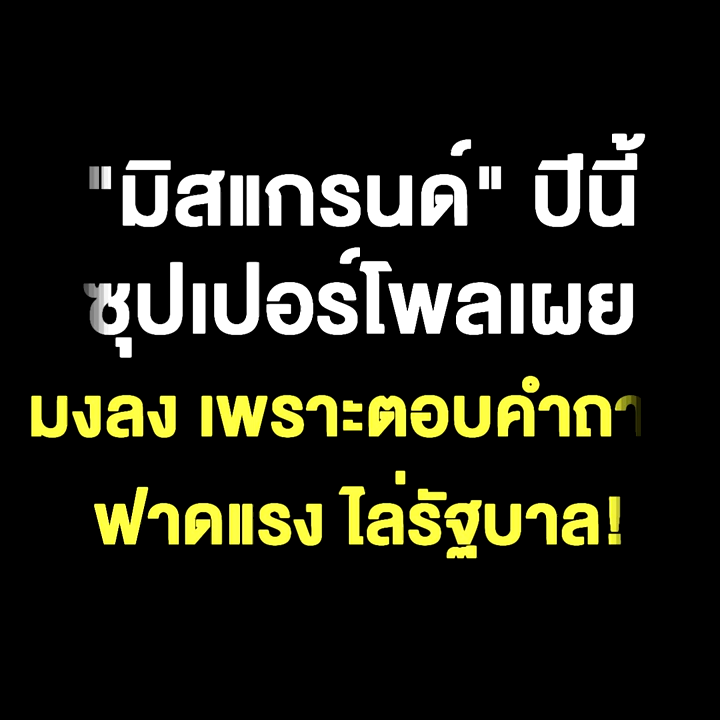 "มิสแกรนด์" ปีนี้
ซุปเปอร์โพลเผย
มงลง เพราะตอบคำถา
ฟาดแรง ไล่รัฐบาล!